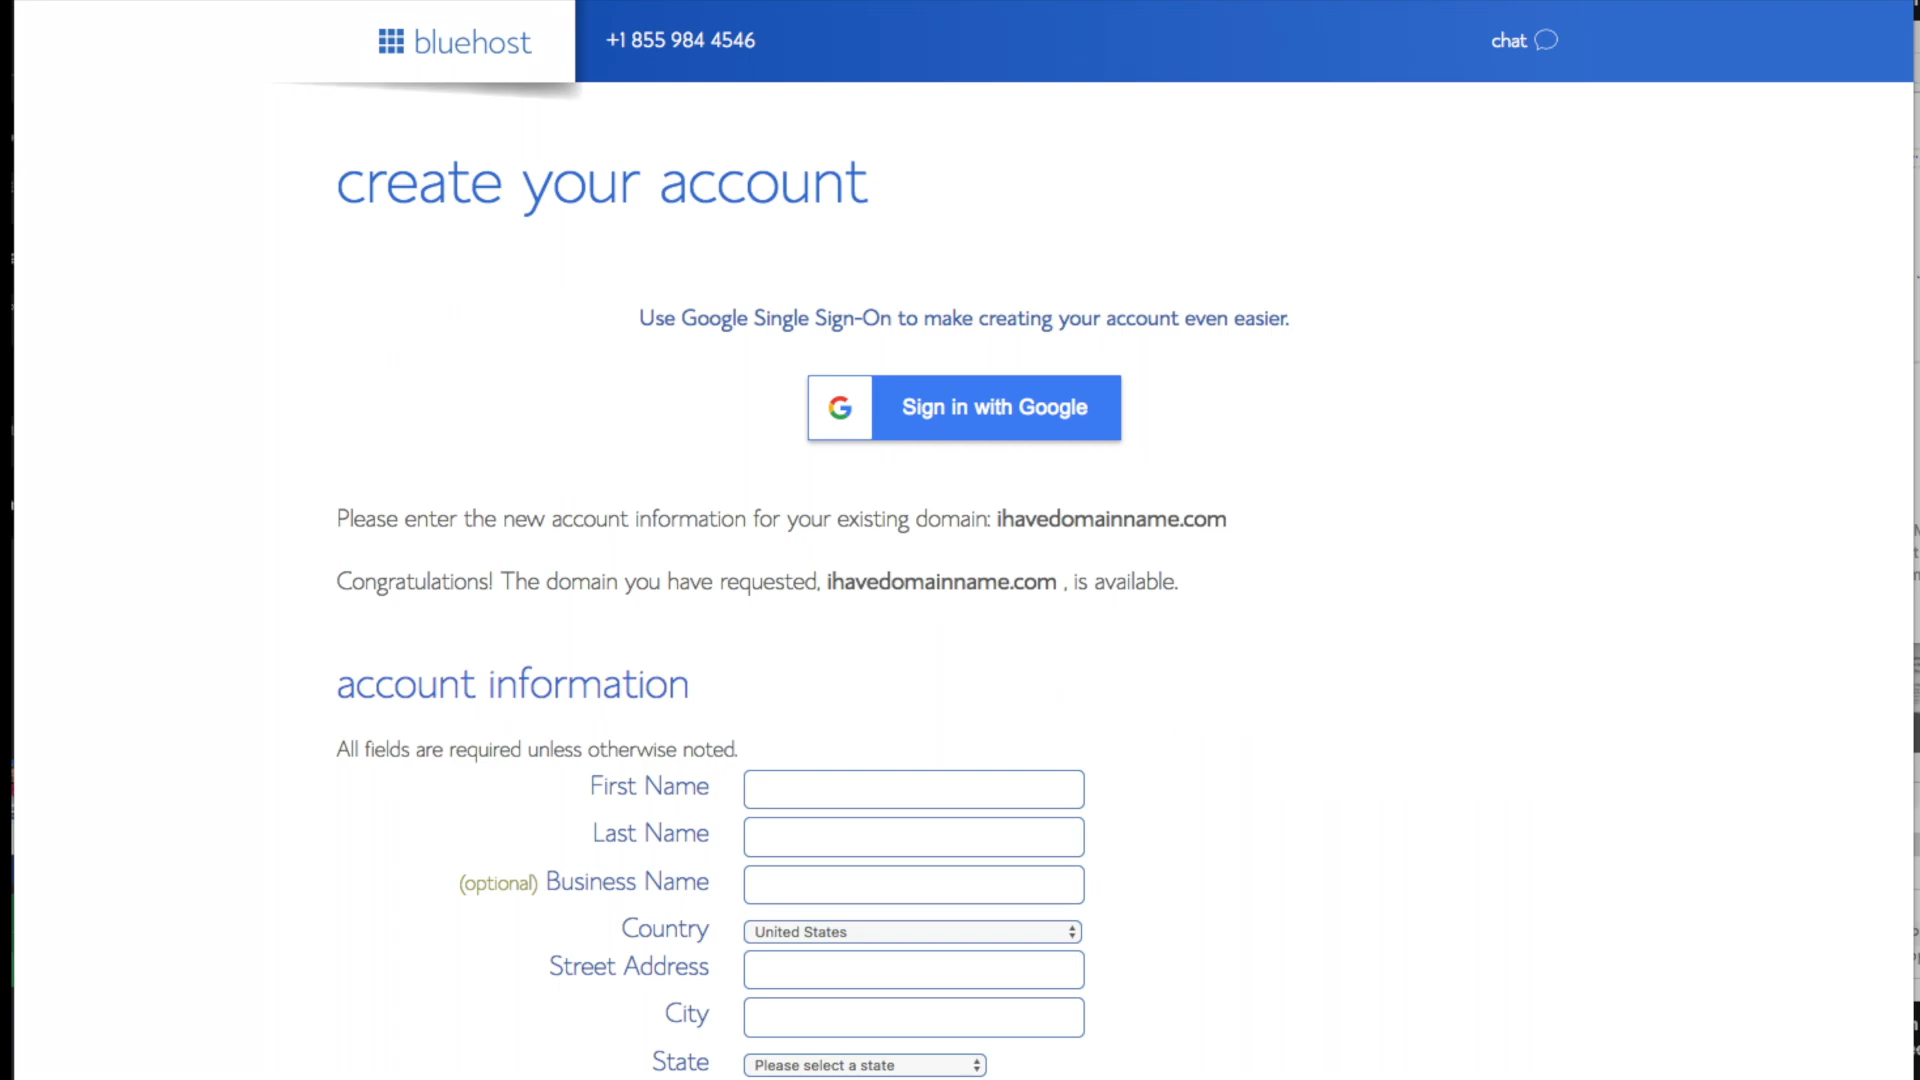 bluehost
+1 855 984 4546
chat
create your account
Use Google Single Sign-On to make creating your account even easier.
G Sign in with Google
Please enter the new account information for your existing domain: ihavedomainname.com
Congratulations! The domain you have requested, ihavedomainname.com , is available.
account information
All fields are required unless otherwise noted.
First Name
Last Name
(optional) Business Name
Country United States
Street Address
City
State Please select a state